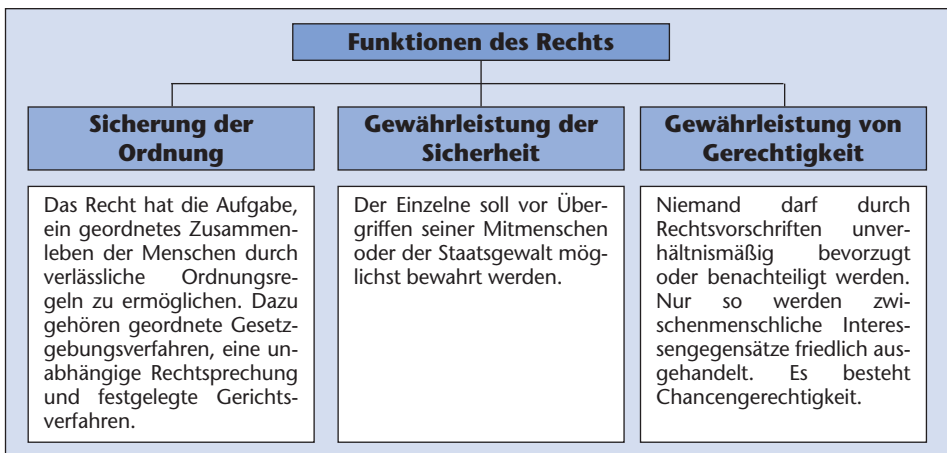 Funktionen des Rechts
Sicherung der
Ordnung
Das Recht hat die Aufgabe,
ein geordnetes Zusammen-
leben der Menschen durch
verlässliche Ordnungsre-
geln zu ermöglichen. Dazu
gehören geordnete Gesetz-
gebungsverfahren, eine un-
abhängige Rechtsprechung
und festgelegte Gerichts-
verfahren.
Gewährleistung der
Sicherheit
Der Einzelne soll vor Über-
griffen seiner Mitmenschen
oder der Staatsgewalt mög-
lichst bewahrt werden.
Gewährleistung von
Gerechtigkeit
Niemand darf durch
Rechtsvorschriften unver-
hältnismäßig bevorzugt
oder benachteiligt werden.
Nur so werden zwi-
schenmenschliche Interes-
sengegensätze friedlich aus-
gehandelt. Es besteht
Chancengerechtigkeit.